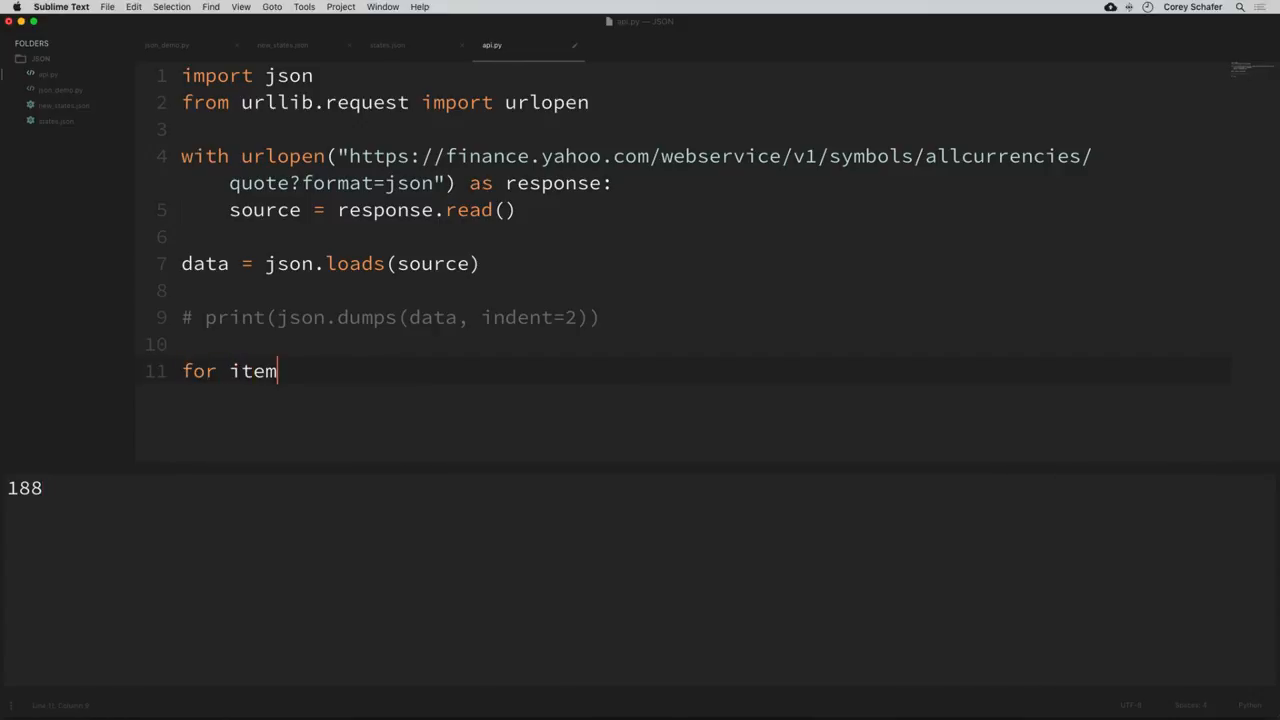 Sublime Text File Edit Selection Find View Goto Tools Project Window Help Corey Schafer
api.py — JSON
FOLDERS
JSON
api.py
json_demo.py
new_states.json
states.json
json_demo.py × new_states.json × states.json × api.py
1 import json
2 from urllib.request import urlopen
3
4 with urlopen("https://finance.yahoo.com/webservice/v1/symbols/allcurrencies/
quote?format=json") as response:
5 source = response.read()
6
7 data = json.loads(source)
8
9 # print(json.dumps(data, indent=2))
10
11 for item
188
Line 11, Column 9 UTF-8 Spaces: 4 Python